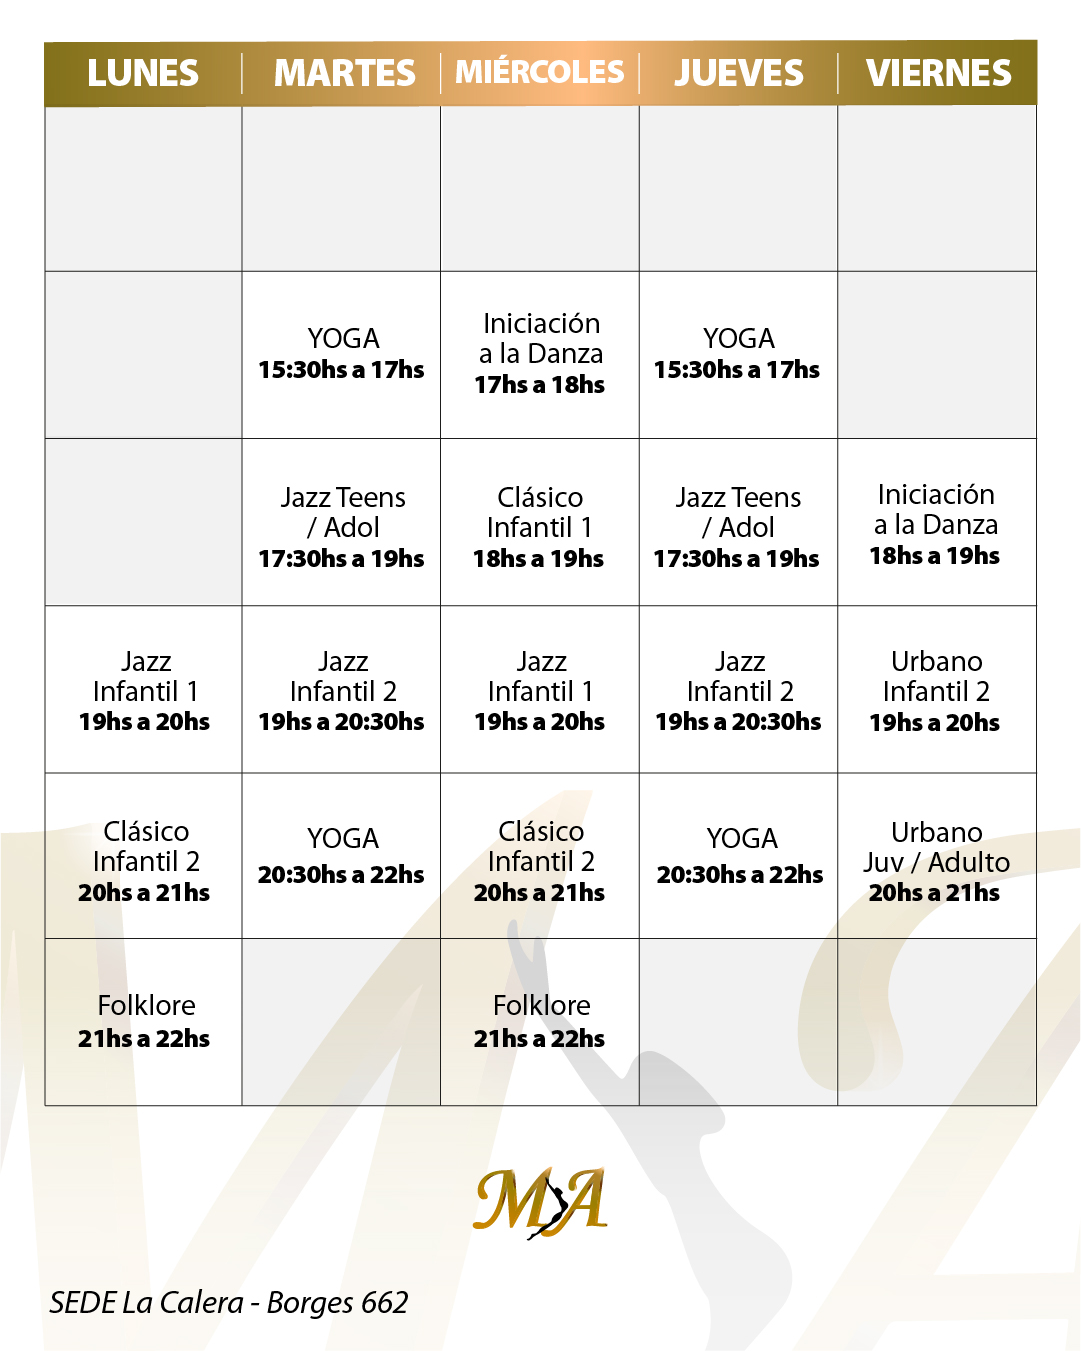 LUNES MARTES MIÉRCOLES JUEVES VIERNES
YOGA
15:30hs a 17hs
Iniciación
a la Danza
17hs a 18hs
YOGA
15:30hs a 17hs
Jazz Teens
/ Adol
17:30hs a 19hs
Clásico
Infantil 1
18hs a 19hs
Jazz Teens
/ Adol
17:30hs a 19hs
Iniciación
a la Danza
18hs a 19hs
Jazz
Infantil 1
19hs a 20hs
Jazz
Infantil 2
19hs a 20:30hs
Jazz
Infantil 1
19hs a 20hs
Jazz
Infantil 2
19hs a 20:30hs
Urbano
Infantil 2
19hs a 20hs
Clásico
Infantil 2
20hs a 21hs
YOGA
20:30hs a 22hs
Clásico
Infantil 2
20hs a 21hs
YOGA
20:30hs a 22hs
Urbano
Juv / Adulto
20hs a 21hs
Folklore
21hs a 22hs
Folklore
21hs a 22hs
MA
SEDE La Calera - Borges 662